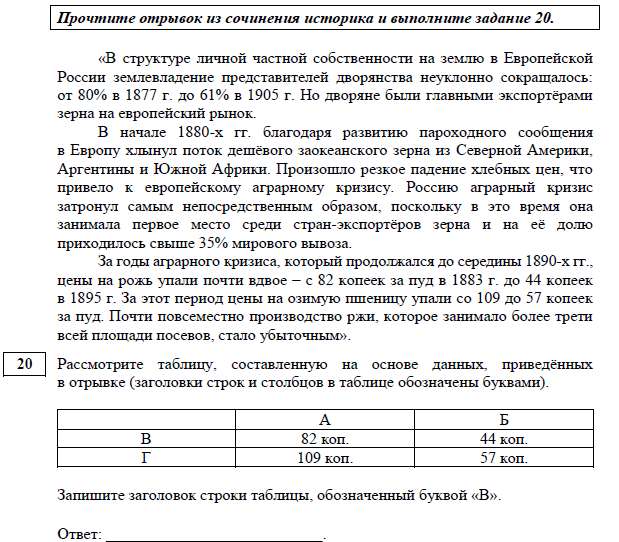 Прочтите отрывок из сочинения историка и выполните задание 20.
«В структуре личной частной собственности на землю в Европейской
России землевладение представителей дворянства неуклонно сокращалось:
от 80% в 1877 г. до 61% в 1905 г. Но дворяне были главными экспортёрами
зерна на европейский рынок.
В начале 1880-х гг. благодаря развитию пароходного сообщения
в Европу хлынул поток дешёвого заокеанского зерна из Северной Америки,
Аргентины и Южной Африки. Произошло резкое падение хлебных цен, что
привело к европейскому аграрному кризису. Россию аграрный кризис
затронул самым непосредственным образом, поскольку в это время она
занимала первое место среди стран-экспортёров зерна и на её долю
приходилось свыше 35% мирового вывоза.
За годы аграрного кризиса, который продолжался до середины 1890-х гг.,
цены на рожь упали почти вдвое – с 82 копеек за пуд в 1883 г. до 44 копеек
в 1895 г. За этот период цены на озимую пшеницу упали со 109 до 57 копеек
за пуд. Почти повсеместно производство ржи, которое занимало более трети
всей площади посевов, стало убыточным».
20 Рассмотрите таблицу, составленную на основе данных, приведённых
в отрывке (заголовки строк и столбцов в таблице обозначены буквами).
А Б
В 82 коп. 44 коп.
Г 109 коп. 57 коп.
Запишите заголовок строки таблицы, обозначенный буквой «В».
Ответ: ___________________________.